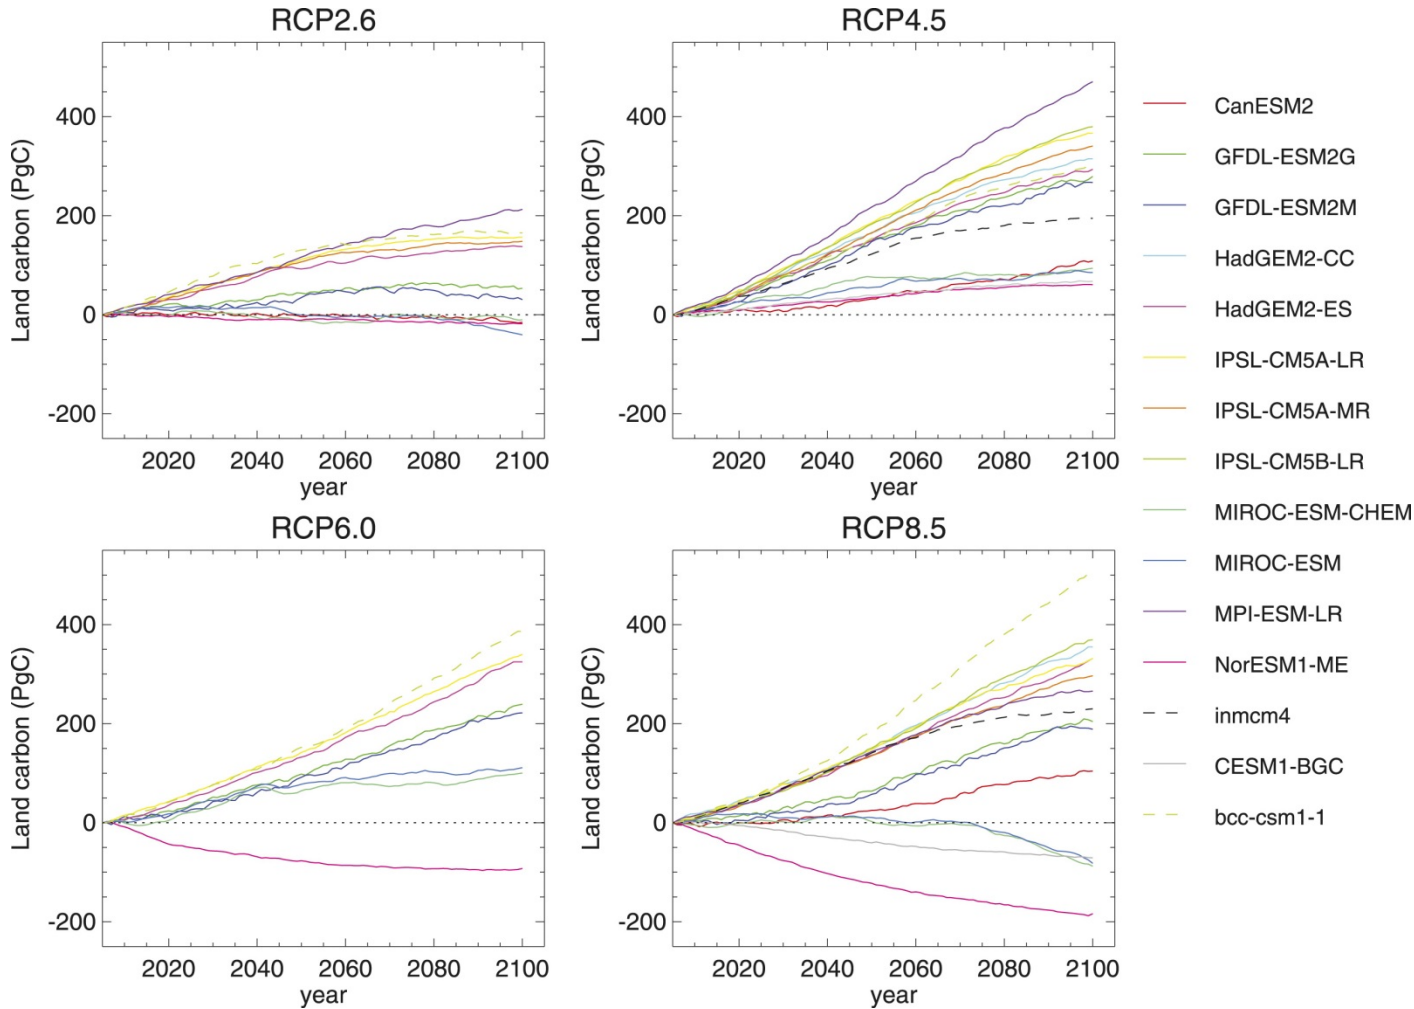 RCP2.6
Land carbon (PgC)
400
200
0
-200
2020 2040 2060 2080 2100
year
RCP4.5
Land carbon (PgC)
400
200
0
-200
2020 2040 2060 2080 2100
year
RCP6.0
Land carbon (PgC)
400
200
0
-200
2020 2040 2060 2080 2100
year
RCP8.5
Land carbon (PgC)
400
200
0
-200
2020 2040 2060 2080 2100
year
CanESM2
GFDL-ESM2G
GFDL-ESM2M
HadGEM2-CC
HadGEM2-ES
IPSL-CM5A-LR
IPSL-CM5A-MR
IPSL-CM5B-LR
MIROC-ESM-CHEM
MIROC-ESM
MPI-ESM-LR
NorESM1-ME
inmcm4
CESM1-BGC
bcc-csm1-1